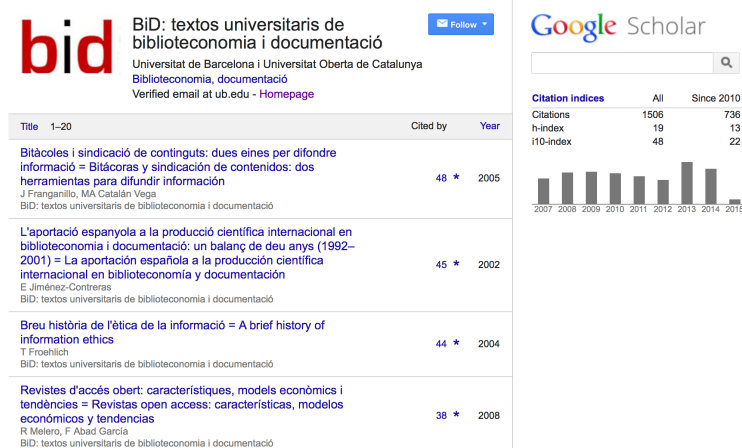 bid
BiD: textos universitaris de
biblioteconomia i documentació
Universitat de Barcelona i Universitat Oberta de Catalunya
Biblioteconomia, documentació
Verified email at ub.edu - Homepage
Follow
Title 1–20 Cited by Year
Bitàcoles i sindicació de continguts: dues eines per difondre
informació = Bitácoras y sindicación de contenidos: dos
herramientas para difundir información
J Franganillo, MA Catalán Vega
BiD: textos universitaris de biblioteconomia i documentació
48 * 2005
L'aportació espanyola a la producció científica internacional en
biblioteconomia i documentació: un balanç de deu anys (1992–
2001) = La aportación española a la producción científica
internacional en biblioteconomía y documentación
E Jiménez-Contreras
BiD: textos universitaris de biblioteconomia i documentació
45 * 2002
Breu història de l'ètica de la informació = A brief history of
information ethics
T Froehlich
BiD: textos universitaris de biblioteconomia i documentació
44 * 2004
Revistes d'accés obert: característiques, models econòmics i
tendències = Revistas open access: características, modelos
económicos y tendencias
R Melero, F Abad García
BiD: textos universitaris de biblioteconomia i documentació
38 * 2008
Google Scholar
Citation indices All Since 2010
Citations 1506 736
h-index 19 13
i10-index 48 22
2007 2008 2009 2010 2011 2012 2013 2014 2015